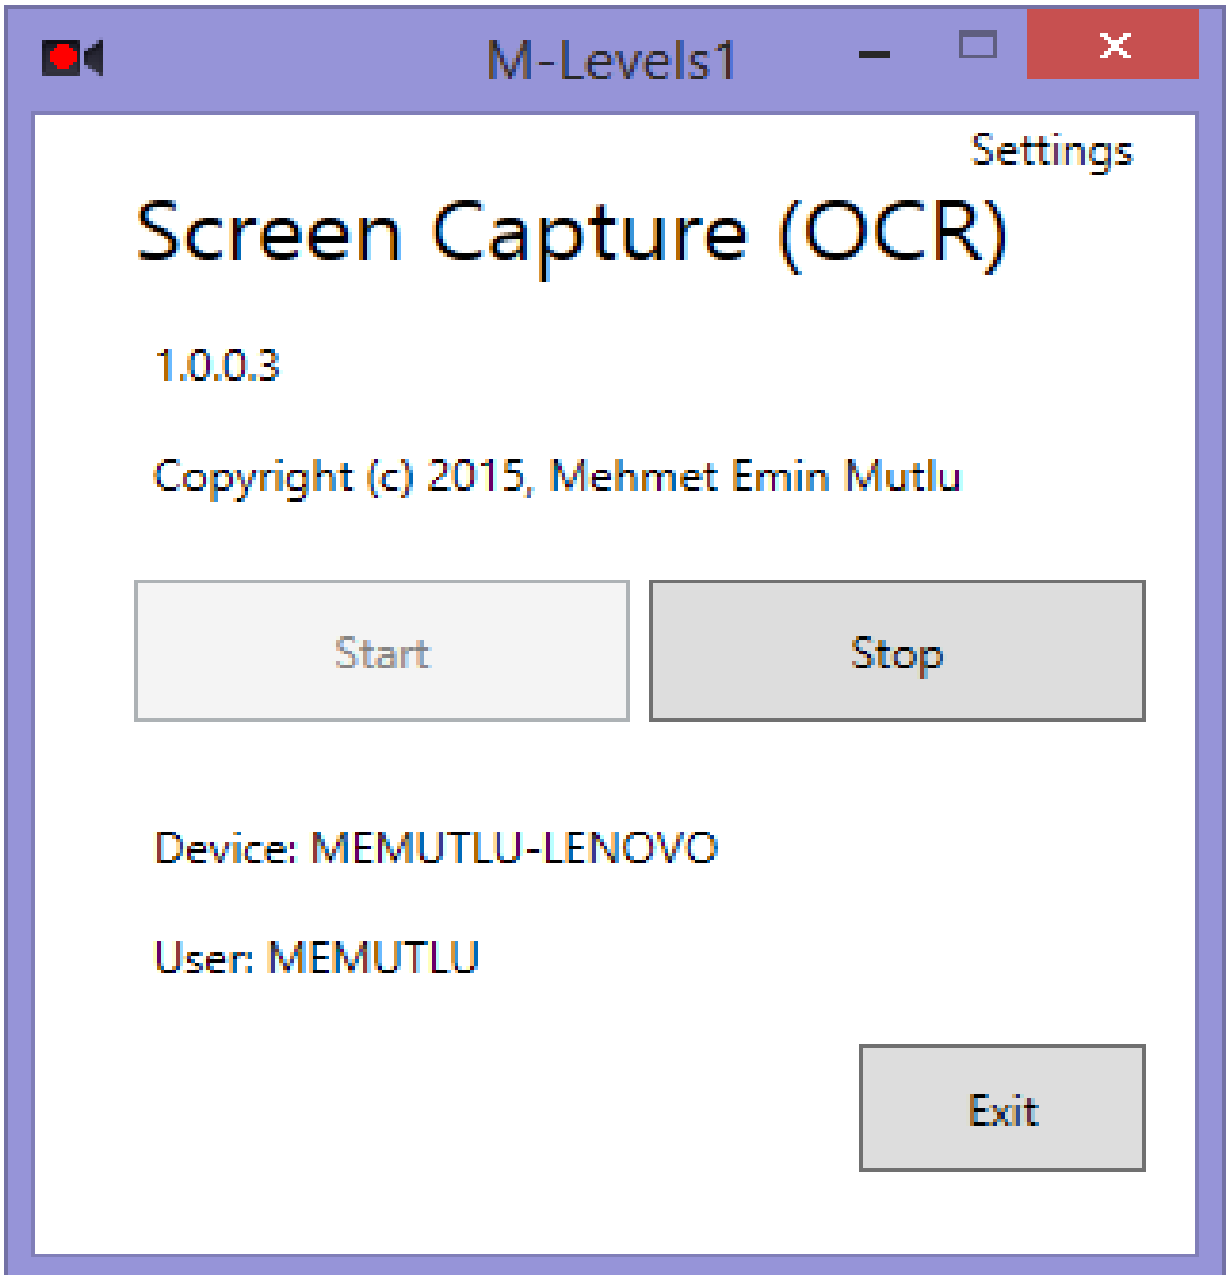 M-Levels1
Settings
Screen Capture (OCR)
1.0.0.3
Copyright (c) 2015, Mehmet Emin Mutlu
Start Stop
Device: MEMUTLU-LENOVO
User: MEMUTLU
Exit